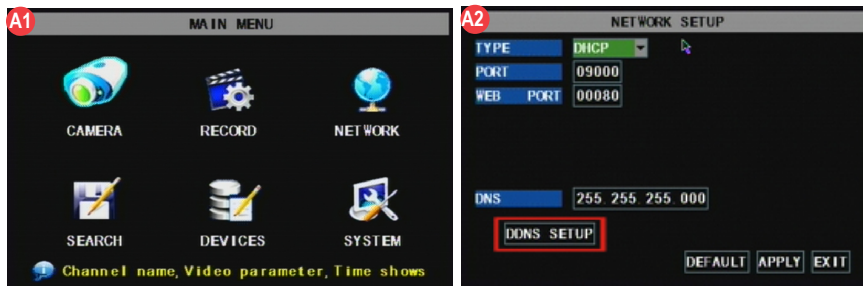 A1
MAIN MENU
CAMERA RECORD NETWORK
SEARCH DEVICES SYSTEM
Channel name, Video parameter, Time shows
A2
NETWORK SETUP
TYPE DHCP
PORT 09000
WEB PORT 00080
DNS 255. 255. 255. 000
DDNS SETUP
DEFAULT APPLY EXIT